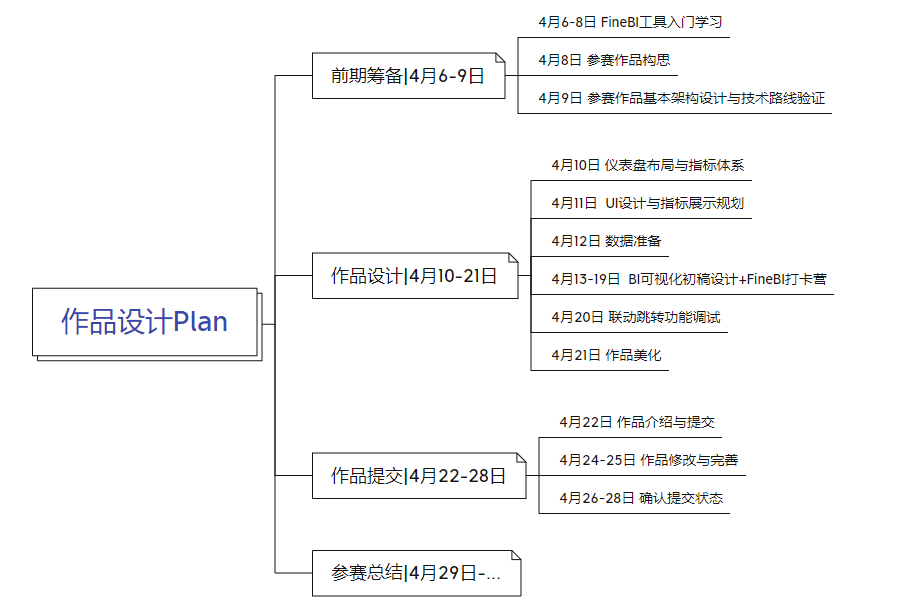 作品设计Plan
前期筹备|4月6-9日
4月6-8日 FineBI工具入门学习
4月8日 参赛作品构思
4月9日 参赛作品基本架构设计与技术路线验证
作品设计|4月10-21日
4月10日 仪表盘布局与指标体系
4月11日 UI设计与指标展示规划
4月12日 数据准备
4月13-19日 BI可视化初稿设计+FineBI打卡营
4月20日 联动跳转功能调试
4月21日 作品美化
作品提交|4月22-28日
4月22日 作品介绍与提交
4月24-25日 作品修改与完善
4月26-28日 确认提交状态
参赛总结|4月29日-...